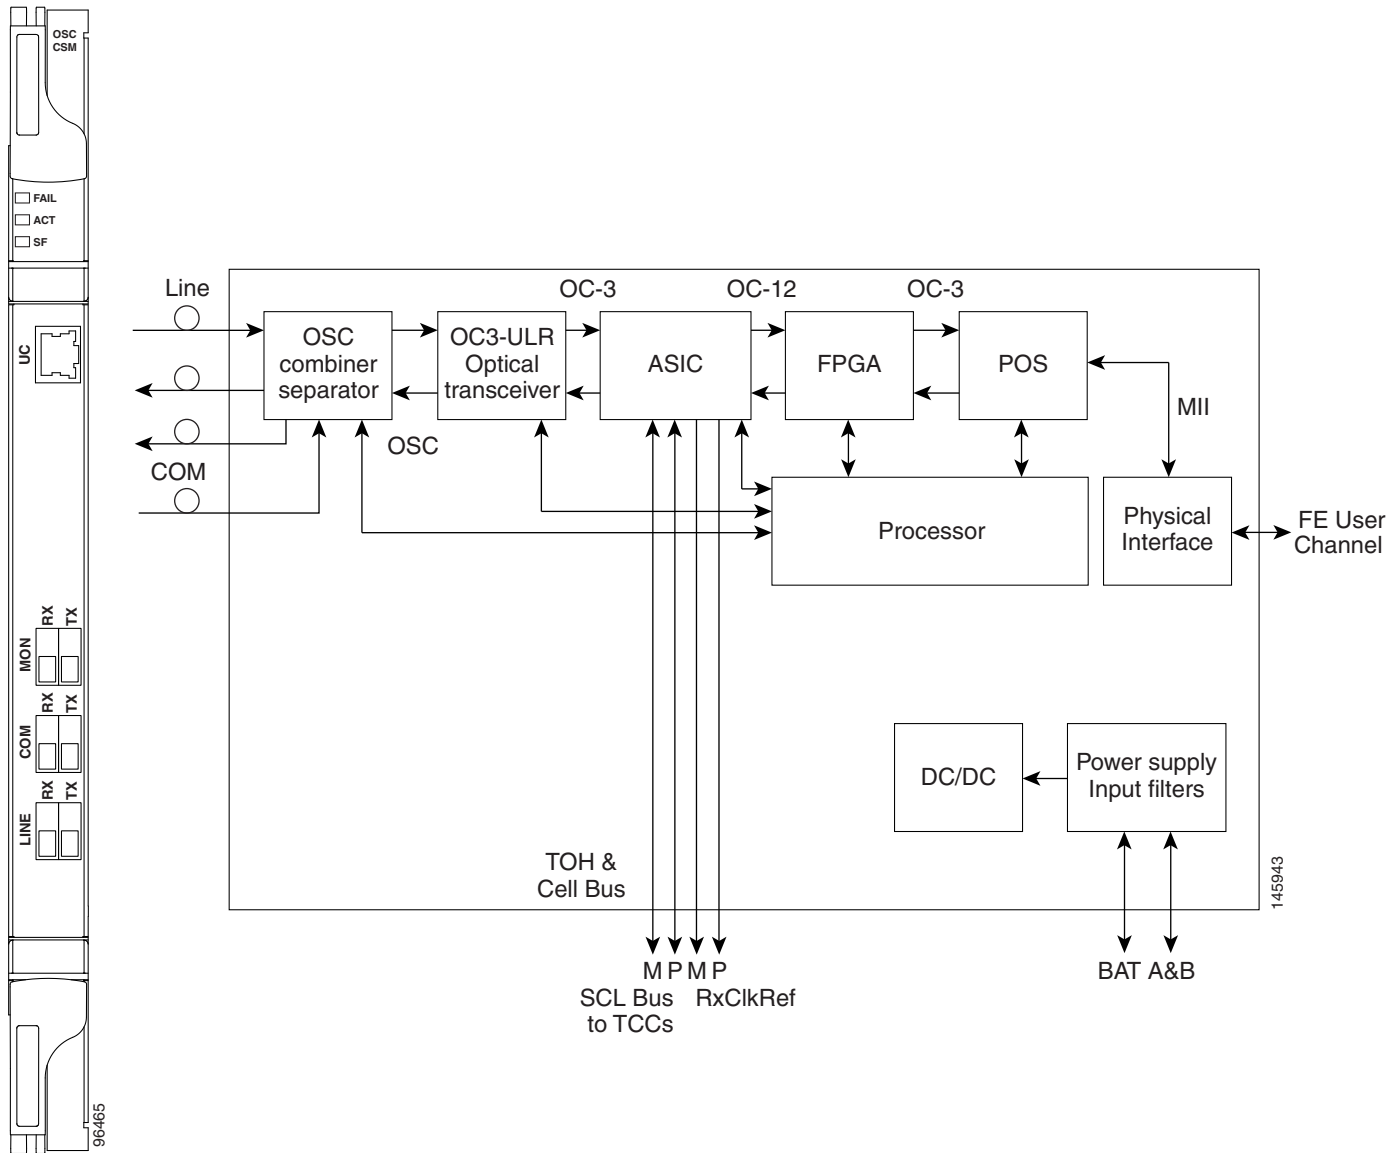 OSC
CSM
FAIL
ACT
SF
UC
RX
TX
MON
RX
TX
COM
RX
TX
LINE
96465
Line
COM
OC-3
OC-12
OC-3
OSC
combiner
separator
OC3-ULR
Optical
transceiver
ASIC
FPGA
POS
OSC
MII
Processor
Physical
Interface
FE User
Channel
DC/DC
Power supply
Input filters
TOH &
Cell Bus
M P M P
SCL Bus
to TCCs
RxClkRef
BAT A&B
145943